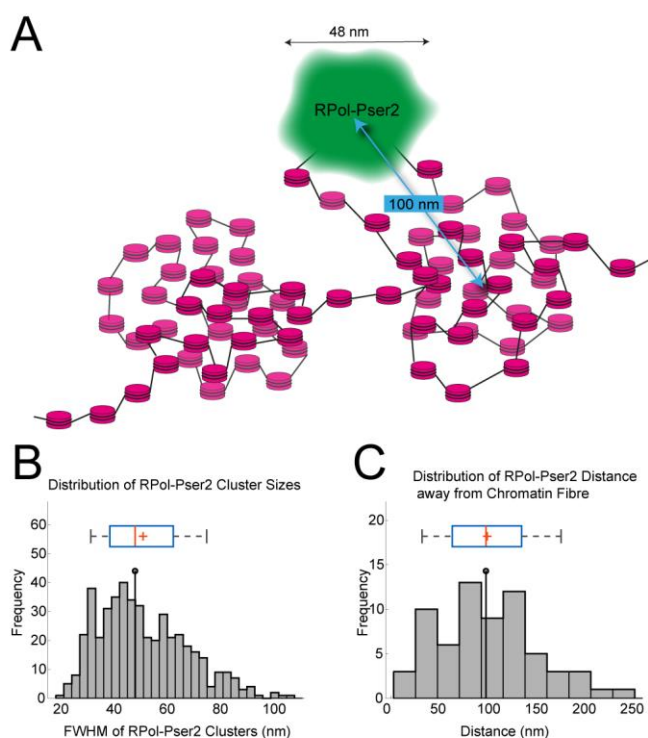 A
48 nm
RPol-Pser2
100 nm
B
Distribution of RPol-Pser2 Cluster Sizes
60
50
40
30
20
10
0
Frequency
20 40 60 80 100
FWHM of RPol-Pser2 Clusters (nm)
C
Distribution of RPol-Pser2 Distance
away from Chromatin Fibre
20
15
10
5
0
Frequency
0 50 100 150 200 250
Distance (nm)